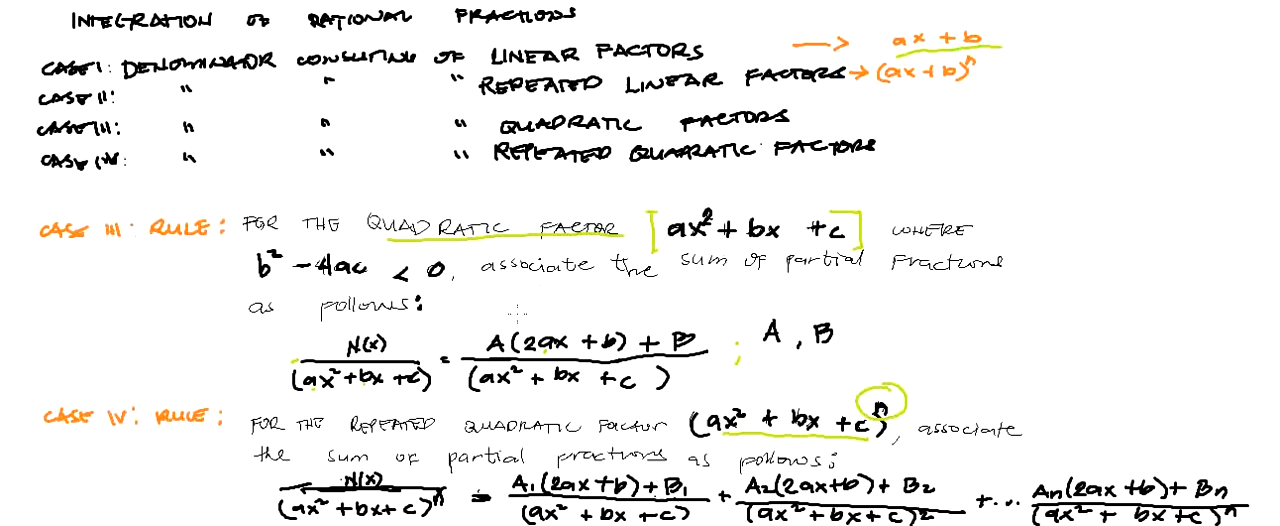 INTEGRATION OF RATIONAL FRACTIONS
CASE I: DENOMINATOR CONSISTING OF LINEAR FACTORS → ax + b
CASE II: " " " REPEATED LINEAR FACTORS → (ax + b)ⁿ
CASE III: " " " QUADRATIC FACTORS
CASE IV: " " " REPEATED QUADRATIC FACTORS
CASE III: RULE: FOR THE QUADRATIC FACTOR [ax² + bx + c] WHERE
b² - 4ac < 0, associate the sum of partial fractions
as follows:
N(x)/(ax² + bx + c) = (A(2ax + b) + B)/(ax² + bx + c) ; A, B
CASE IV: RULE: FOR THE REPEATED QUADRATIC FACTOR (ax² + bx + c)ⁿ, associate
the sum of partial fractions as follows:
N(x)/(ax² + bx + c)ⁿ = (A₁(2ax + b) + B₁)/(ax² + bx + c) + (A₂(2ax + b) + B₂)/(ax² + bx + c)² + ... (Aₙ(2ax + b) + Bₙ)/(ax² + bx + c)ⁿ